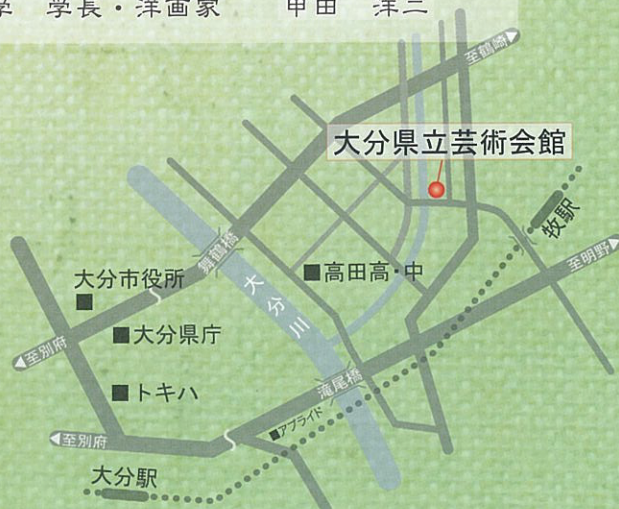 学 学長・洋画家 甲田 洋二
至鶴崎▶
大分県立芸術会館
牧駅
至明野▶
舞鶴橋
大分川
■高田高・中
大分市役所
■
■大分県庁
◀至別府
■トキハ
滝尾橋
■アプライド
◀至別府
大分駅